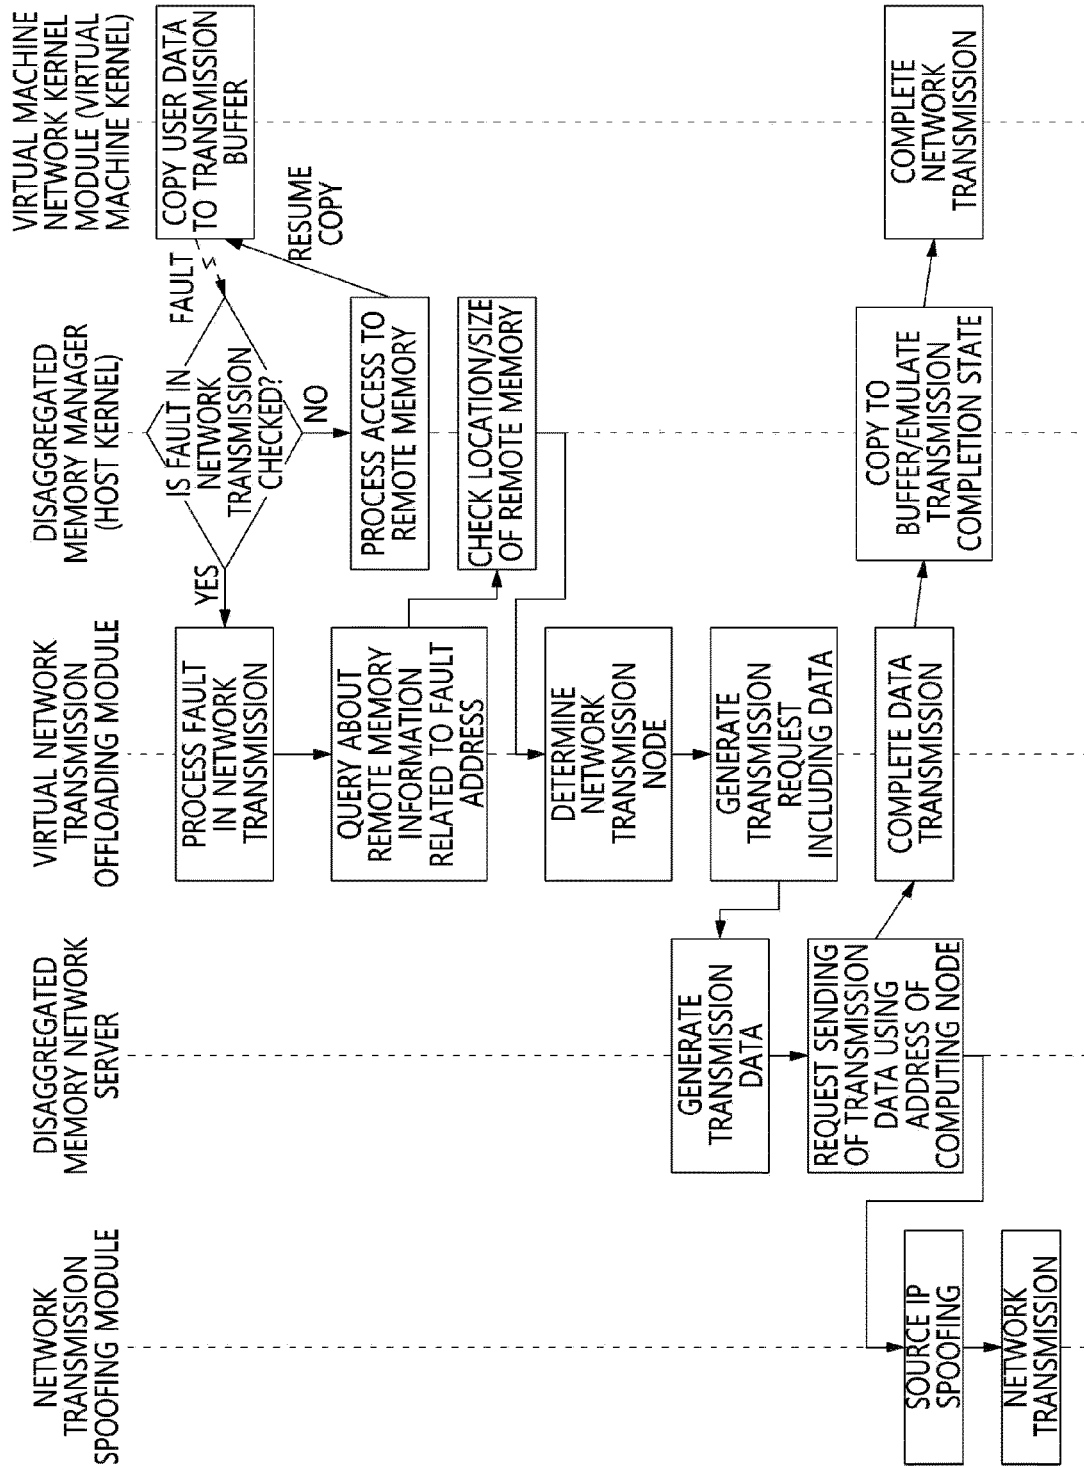 NETWORK
TRANSMISSION
SPOOFING MODULE
DISAGGREGATED
MEMORY NETWORK
SERVER
VIRTUAL NETWORK
TRANSMISSION
OFFLOADING MODULE
DISAGGREGATED
MEMORY MANAGER
(HOST KERNEL)
VIRTUAL MACHINE
NETWORK KERNEL
MODULE (VIRTUAL
MACHINE KERNEL)
COPY USER DATA
TO TRANSMISSION
BUFFER
FAULT
IS FAULT IN
NETWORK
TRANSMISSION
CHECKED?
YES
NO
RESUME
COPY
PROCESS FAULT
IN NETWORK
TRANSMISSION
PROCESS ACCESS TO
REMOTE MEMORY
QUERY ABOUT
REMOTE MEMORY
INFORMATION
RELATED TO FAULT
ADDRESS
CHECK LOCATION/SIZE
OF REMOTE MEMORY
DETERMINE
NETWORK
TRANSMISSION
NODE
GENERATE
TRANSMISSION
REQUEST
INCLUDING DATA
GENERATE
TRANSMISSION
DATA
REQUEST SENDING
OF TRANSMISSION
DATA USING
ADDRESS OF
COMPUTING NODE
COMPLETE DATA
TRANSMISSION
COPY TO
BUFFER/EMULATE
TRANSMISSION
COMPLETION STATE
COMPLETE
NETWORK
TRANSMISSION
SOURCE IP
SPOOFING
NETWORK
TRANSMISSION